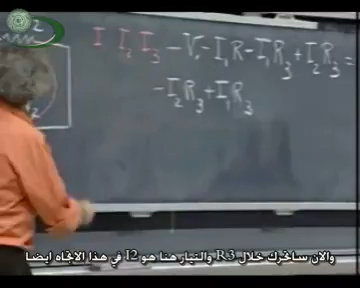 I I₂ I₃ -V₁-I₁R-I₁R₃+I₂R₃=
-I₂R₃+I₁R₃
والان سأتحرك خلال R3 والتيار هنا هو I2 في هذا الاتجاه ايضا